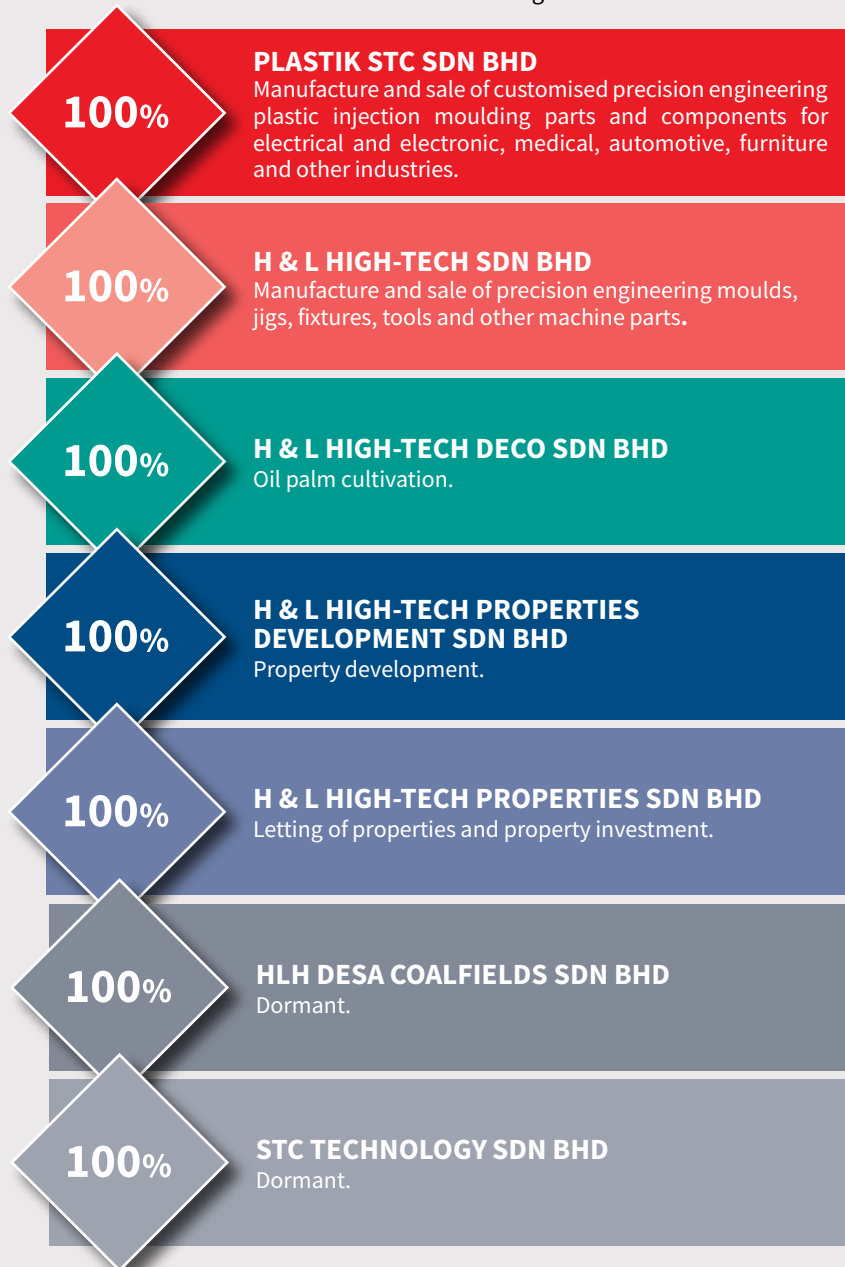 100%
PLASTIK STC SDN BHD
Manufacture and sale of customised precision engineering
plastic injection moulding parts and components for
electrical and electronic, medical, automotive, furniture
and other industries.
100%
H & L HIGH-TECH SDN BHD
Manufacture and sale of precision engineering moulds,
jigs, fixtures, tools and other machine parts.
100%
H & L HIGH-TECH DECO SDN BHD
Oil palm cultivation.
100%
H & L HIGH-TECH PROPERTIES
DEVELOPMENT SDN BHD
Property development.
100%
H & L HIGH-TECH PROPERTIES SDN BHD
Letting of properties and property investment.
100%
HLH DESA COALFIELDS SDN BHD
Dormant.
100%
STC TECHNOLOGY SDN BHD
Dormant.